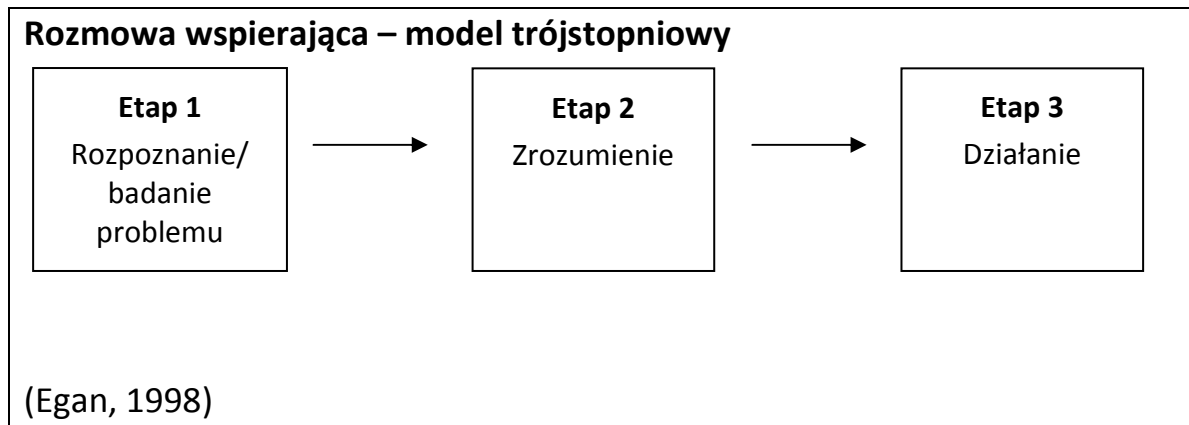 Rozmowa wspierająca – model trójstopniowy
Etap 1
Rozpoznanie/
badanie
problemu
Etap 2
Zrozumienie
Etap 3
Działanie
(Egan, 1998)